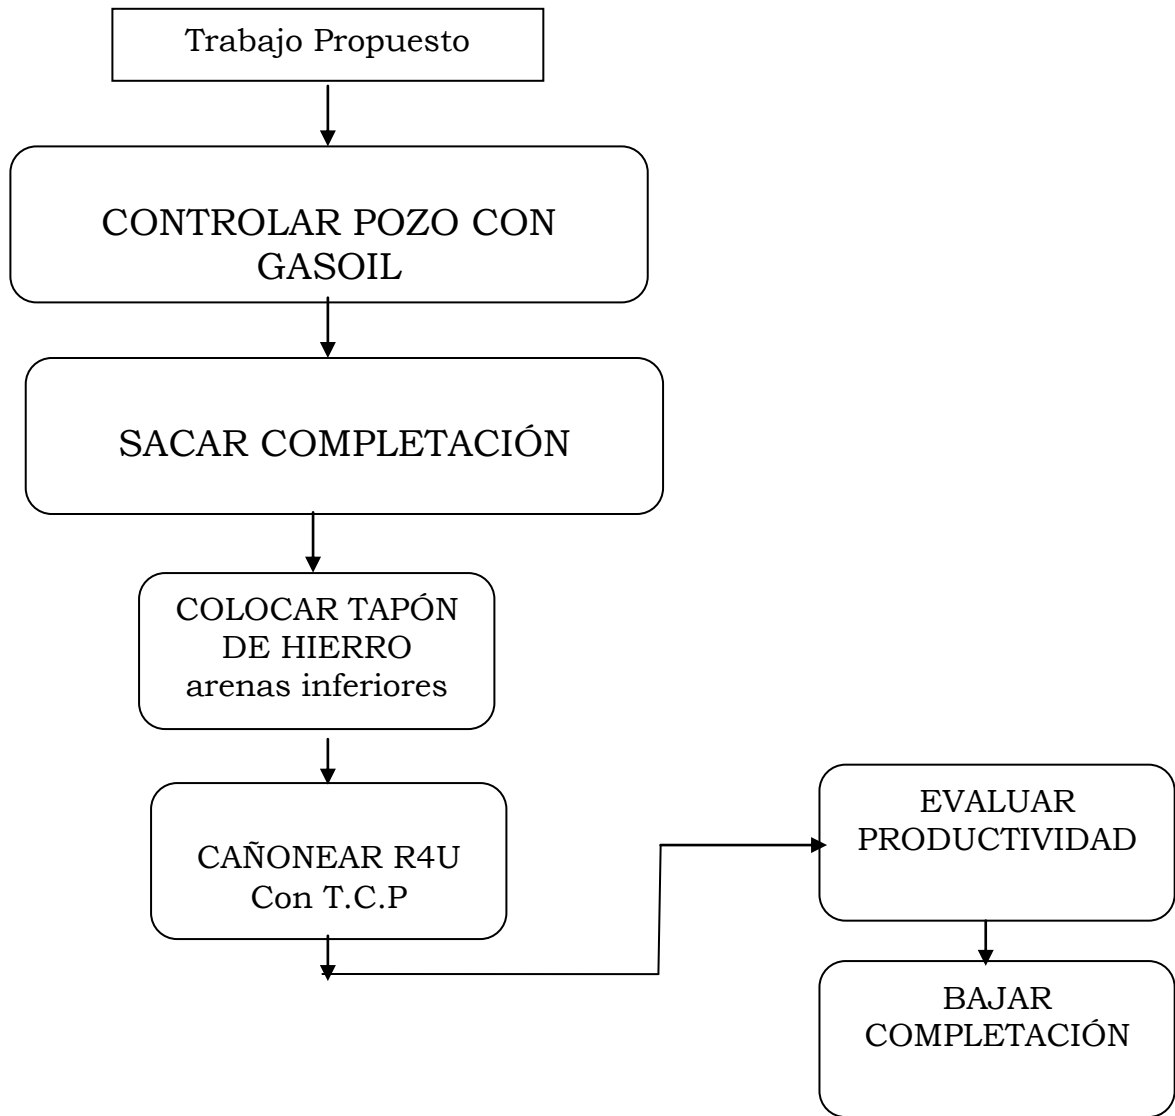 Trabajo Propuesto
CONTROLAR POZO CON
GASOIL
SACAR COMPLETACIÓN
COLOCAR TAPÓN
DE HIERRO
arenas inferiores
CAÑONEAR R4U
Con T.C.P
EVALUAR
PRODUCTIVIDAD
BAJAR
COMPLETACIÓN